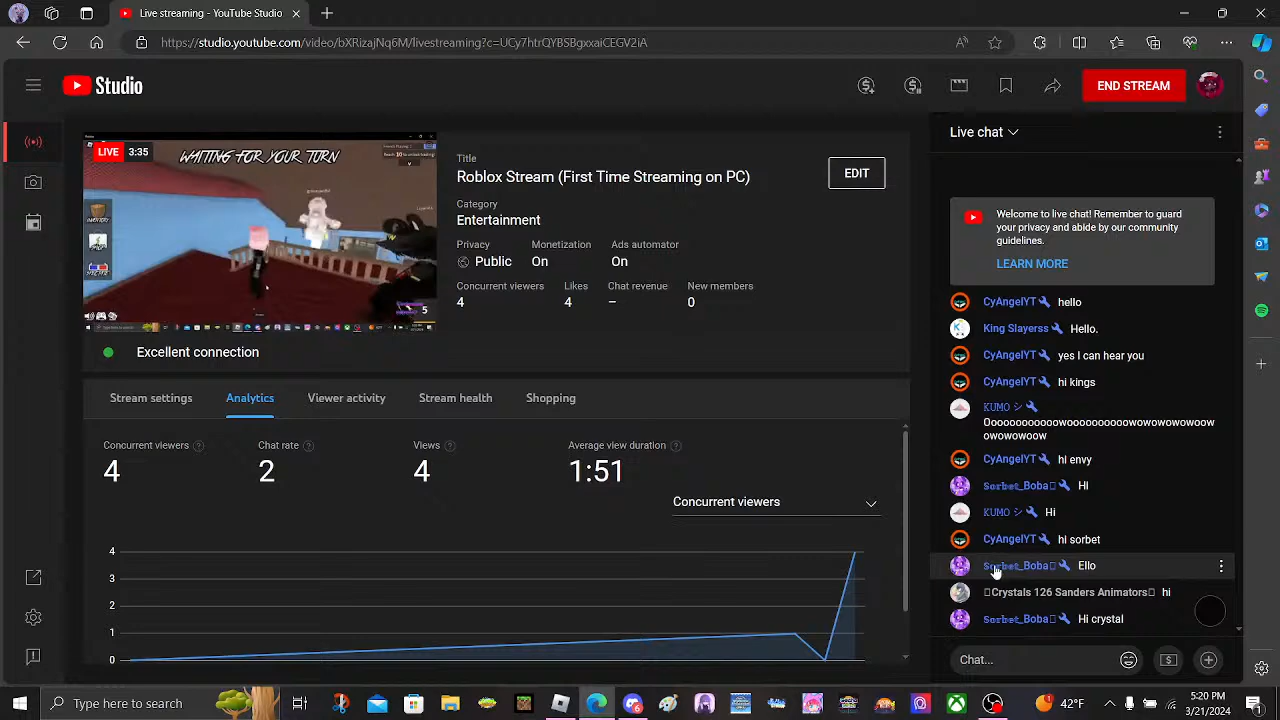 Live streaming - YouTube Studio
https://studio.youtube.com/video/bXRizajNq6M/livestreaming?c=UCy7htrOYBSBgxxaiCEGV2iA
Studio
END STREAM
LIVE 3:35
WAITING FOR YOUR TURN
5
Title
Roblox Stream (First Time Streaming on PC)
EDIT
Category
Entertainment
Privacy Monetization Ads automator
Public On On
Concurrent viewers Likes Chat revenue New members
4 4 – 0
Excellent connection
Stream settings Analytics Viewer activity Stream health Shopping
Concurrent viewers Chat rate Views Average view duration
4 2 4 1:51
Concurrent viewers
4
3
2
1
0
Live chat
Welcome to live chat! Remember to guard
your privacy and abide by our community
guidelines.
LEARN MORE
CyAngelYT hello
King Slayerss Hello.
CyAngelYT yes I can hear you
CyAngelYT hi kings
KUMO シ
Oooooooooooowooooooooowowowowowoow
owowowoow
CyAngelYT hi envy
Sorbet_Boba Hi
KUMO シ Hi
CyAngelYT hi sorbet
Sorbet_Boba Ello
Crystals 126 Sanders Animators hi
Sorbet_Boba Hi crystal
Chat...
Type here to search
42°F
5:20 PM
3/21/2024